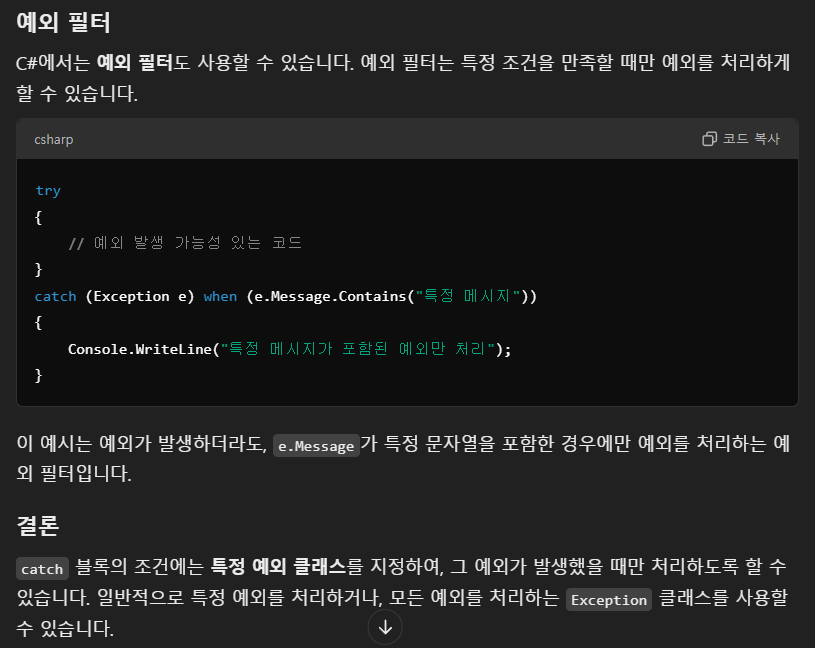 예외 필터
C#에서는 예외 필터도 사용할 수 있습니다. 예외 필터는 특정 조건을 만족할 때만 예외를 처리하게
할 수 있습니다.
csharp 코드 복사
try
{
    // 예외 발생 가능성 있는 코드
}
catch (Exception e) when (e.Message.Contains("특정 메시지"))
{
    Console.WriteLine("특정 메시지가 포함된 예외만 처리");
}
이 예시는 예외가 발생하더라도, e.Message가 특정 문자열을 포함한 경우에만 예외를 처리하는 예
외 필터입니다.
결론
catch 블록의 조건에는 특정 예외 클래스를 지정하여, 그 예외가 발생했을 때만 처리하도록 할 수
있습니다. 일반적으로 특정 예외를 처리하거나, 모든 예외를 처리하는 Exception 클래스를 사용할
수 있습니다.